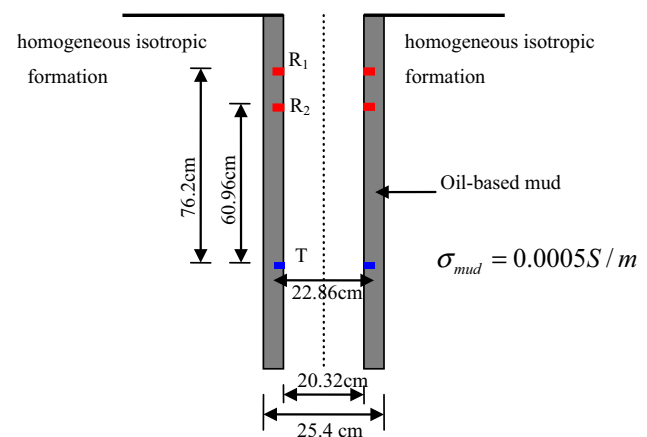 homogeneous isotropic
formation
homogeneous isotropic
formation
R₁
R₂
76.2cm
60.96cm
Oil-based mud
T
σ_mud = 0.0005S / m
22.86cm
20.32cm
25.4 cm